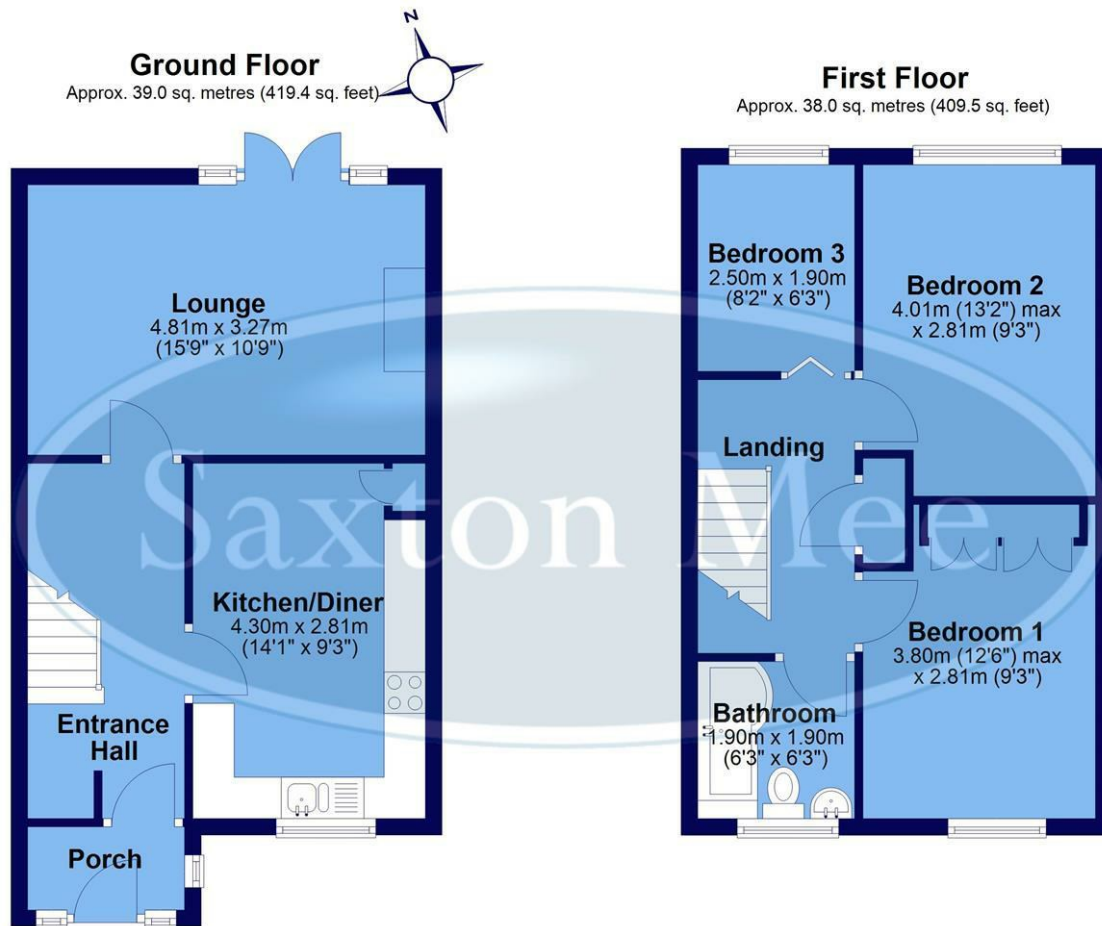 N
Ground Floor
Approx. 39.0 sq. metres (419.4 sq. feet)
Lounge
4.81m x 3.27m
(15'9" x 10'9")
Kitchen/Diner
4.30m x 2.81m
(14'1" x 9'3")
Entrance
Hall
Porch
First Floor
Approx. 38.0 sq. metres (409.5 sq. feet)
Bedroom 3
2.50m x 1.90m
(8'2" x 6'3")
Bedroom 2
4.01m (13'2") max
x 2.81m (9'3")
Landing
Bedroom 1
3.80m (12'6") max
x 2.81m (9'3")
Bathroom
1.90m x 1.90m
(6'3" x 6'3")
Saxton Mee